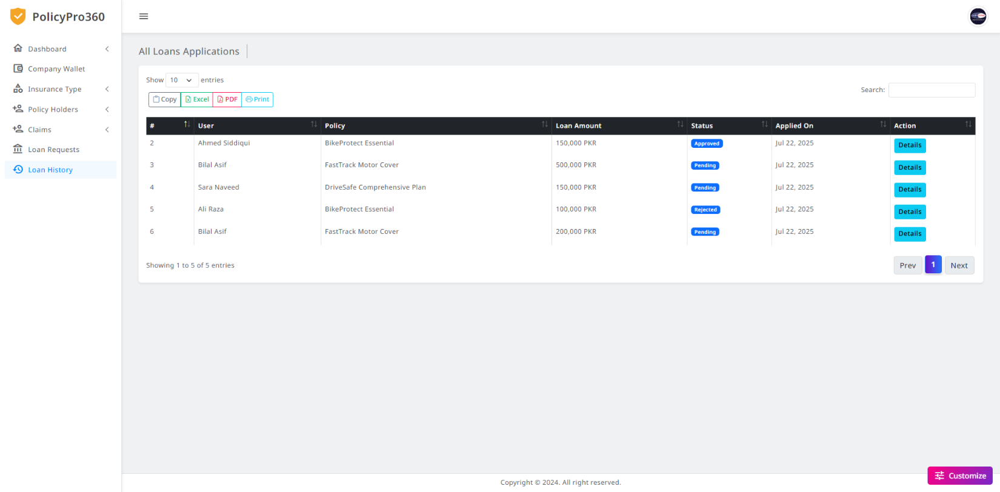 PolicyPro360
Dashboard
Company Wallet
Insurance Type
Policy Holders
Claims
Loan Requests
Loan History
All Loans Applications
Show 10 entries
Copy Excel PDF Print
Search:
# User Policy Loan Amount Status Applied On Action
2 Ahmed Siddiqui BikeProtect Essential 150,000 PKR Approved Jul 22, 2025 Details
3 Bilal Asif FastTrack Motor Cover 500,000 PKR Pending Jul 22, 2025 Details
4 Sara Naveed DriveSafe Comprehensive Plan 150,000 PKR Pending Jul 22, 2025 Details
5 Ali Raza BikeProtect Essential 100,000 PKR Rejected Jul 22, 2025 Details
6 Bilal Asif FastTrack Motor Cover 200,000 PKR Pending Jul 22, 2025 Details
Showing 1 to 5 of 5 entries
Prev 1 Next
Customize
Copyright © 2024. All right reserved.